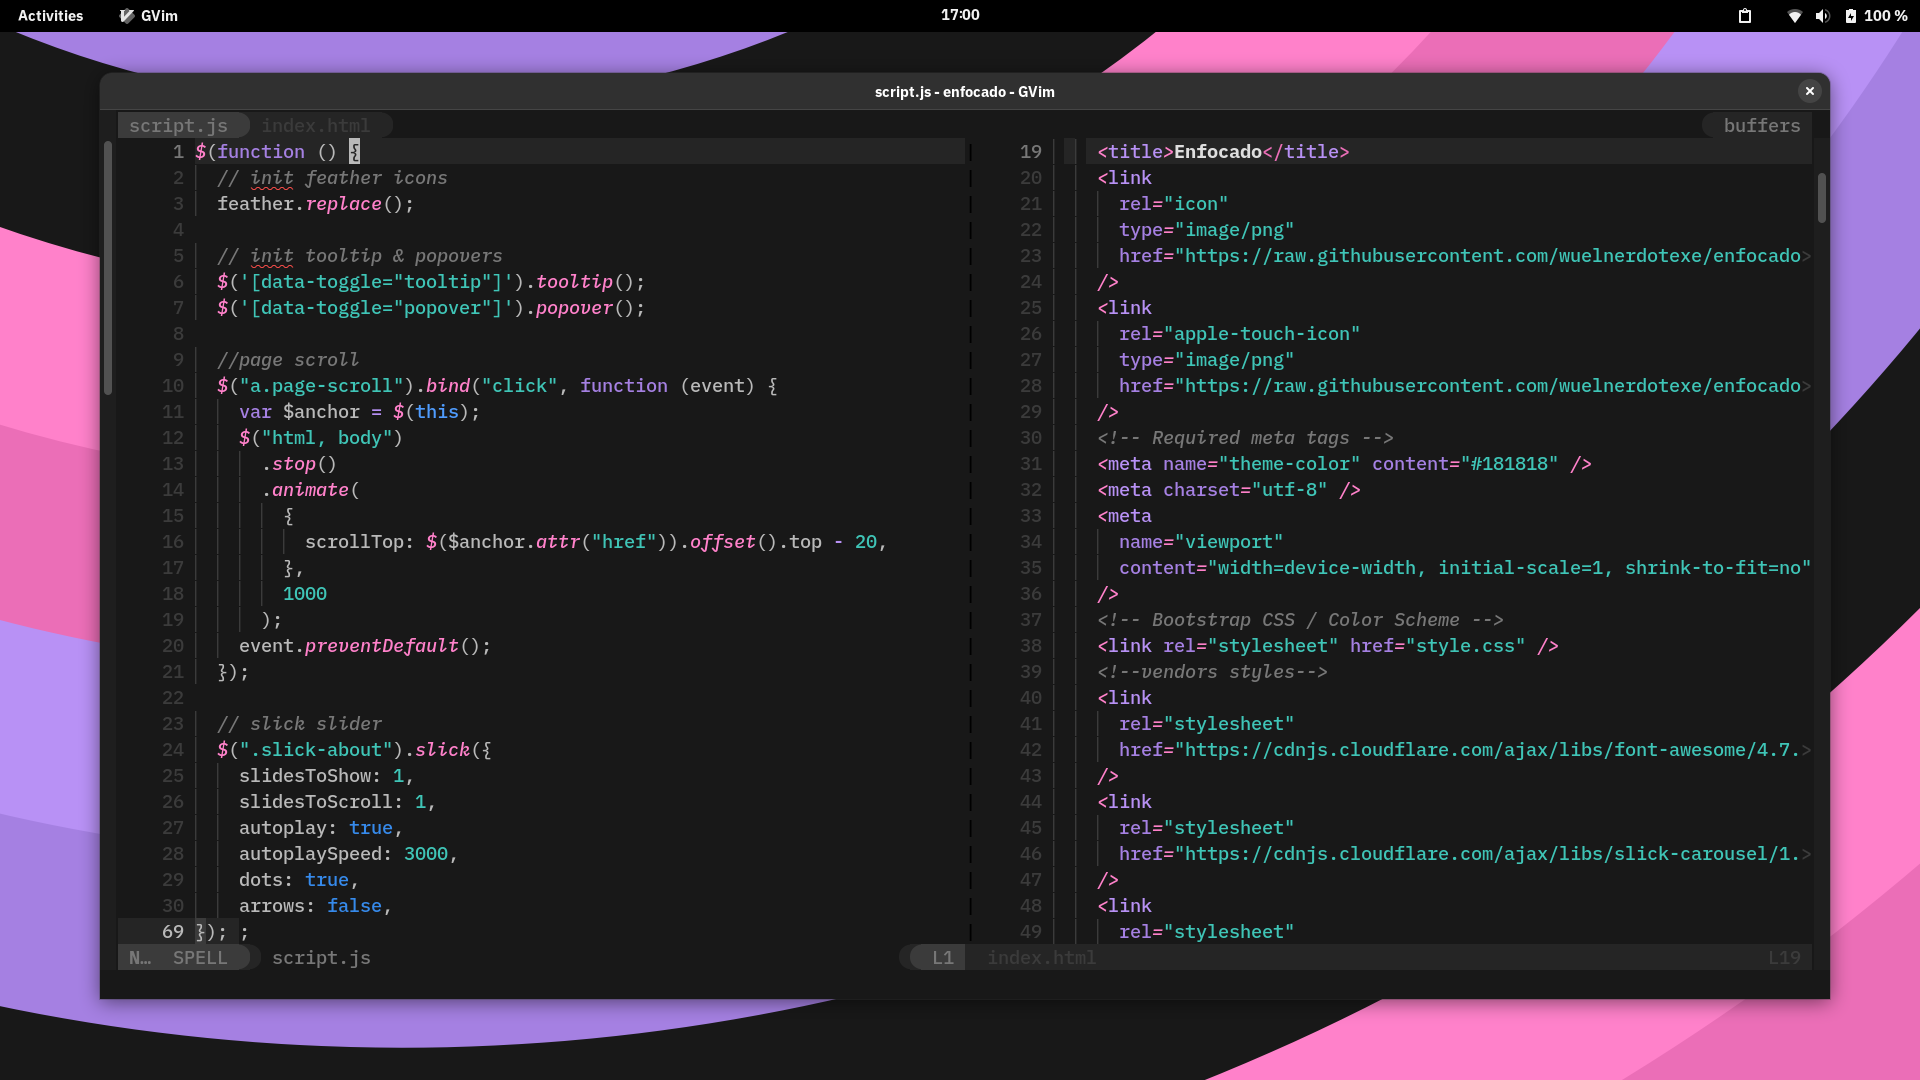 Activities GVim 17:00 100 %
script.js - enfocado - GVim
script.js index.html buffers
1 $(function () {
2 // init feather icons
3 feather.replace();
4
5 // init tooltip & popovers
6 $('[data-toggle="tooltip"]').tooltip();
7 $('[data-toggle="popover"]').popover();
8
9 //page scroll
10 $("a.page-scroll").bind("click", function (event) {
11 var $anchor = $(this);
12 $("html, body")
13 .stop()
14 .animate(
15 {
16 scrollTop: $($anchor.attr("href")).offset().top - 20,
17 },
18 1000
19 );
20 event.preventDefault();
21 });
22
23 // slick slider
24 $(".slick-about").slick({
25 slidesToShow: 1,
26 slidesToScroll: 1,
27 autoplay: true,
28 autoplaySpeed: 3000,
29 dots: true,
30 arrows: false,
69 }); ;
N… SPELL script.js L1
19 <title>Enfocado</title>
20 <link
21 rel="icon"
22 type="image/png"
23 href="https://raw.githubusercontent.com/wuelnerdotexe/enfocado>
24 />
25 <link
26 rel="apple-touch-icon"
27 type="image/png"
28 href="https://raw.githubusercontent.com/wuelnerdotexe/enfocado>
29 />
30 <!-- Required meta tags -->
31 <meta name="theme-color" content="#181818" />
32 <meta charset="utf-8" />
33 <meta
34 name="viewport"
35 content="width=device-width, initial-scale=1, shrink-to-fit=no"
36 />
37 <!-- Bootstrap CSS / Color Scheme -->
38 <link rel="stylesheet" href="style.css" />
39 <!--vendors styles-->
40 <link
41 rel="stylesheet"
42 href="https://cdnjs.cloudflare.com/ajax/libs/font-awesome/4.7.>
43 />
44 <link
45 rel="stylesheet"
46 href="https://cdnjs.cloudflare.com/ajax/libs/slick-carousel/1.>
47 />
48 <link
49 rel="stylesheet"
index.html L19